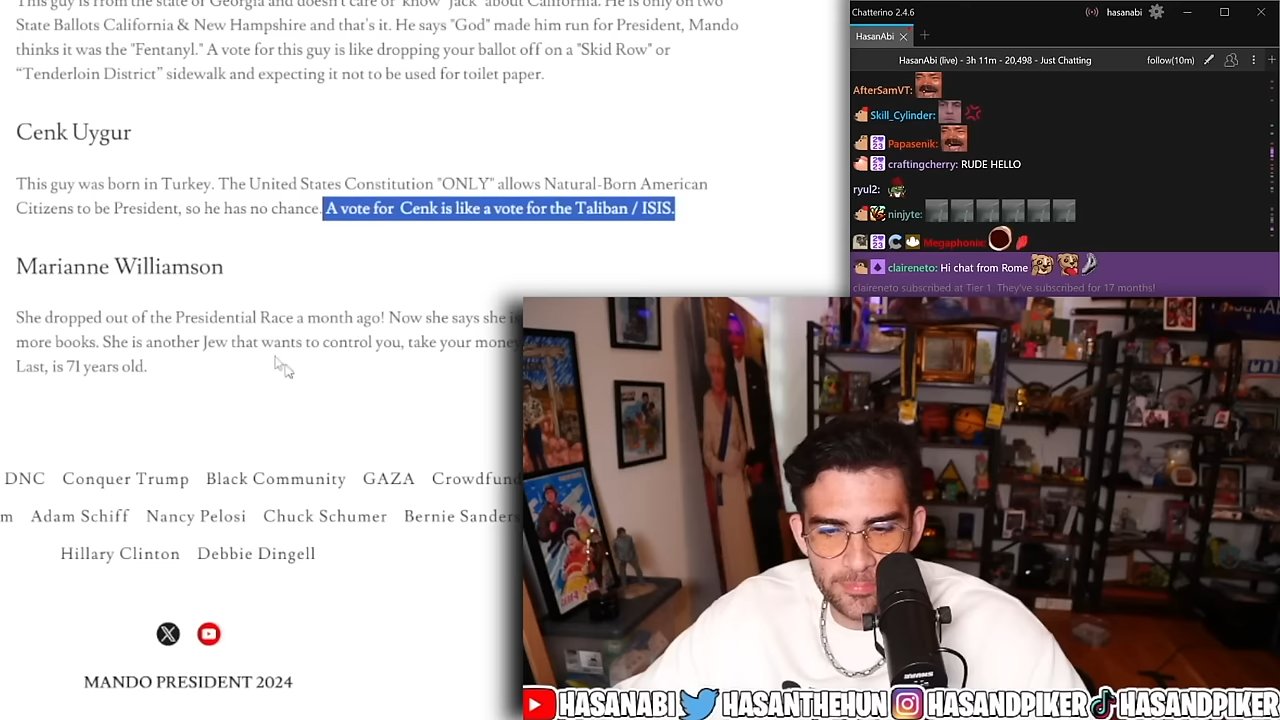 This guy is from the state of Georgia and doesn't care or "know "Jack" about California. He is only on two
State Ballots California & New Hampshire and that's it. He says "God" made him run for President, Mando
thinks it was the "Fentanyl." A vote for this guy is like dropping your ballot off on a "Skid Row" or
“Tenderloin District” sidewalk and expecting it not to be used for toilet paper.
Cenk Uygur
This guy was born in Turkey. The United States Constitution "ONLY" allows Natural-Born American
Citizens to be President, so he has no chance. A vote for Cenk is like a vote for the Taliban / ISIS.
Marianne Williamson
She dropped out of the Presidential Race a month ago! Now she says she
more books. She is another Jew that wants to control you, take your money
Last, is 71 years old.
DNC Conquer Trump Black Community GAZA Crowdfund
m Adam Schiff Nancy Pelosi Chuck Schumer Bernie Sanders
Hillary Clinton Debbie Dingell
MANDO PRESIDENT 2024
Chatterino 2.4.6
hasanabi
HasanAbi
HasanAbi (live) - 3h 11m - 20,498 - Just Chatting
follow(10m)
AfterSamVT:
Skill_Cylinder:
Papasenik:
craftingcherry: RUDE HELLO
ryul2:
ninjyte:
Megaphonix:
claireneto: Hi chat from Rome
claireneto subscribed at Tier 1. They've subscribed for 17 months!
HASANABI HASANTHEHUN HASANDPIKER HASANDPIKER